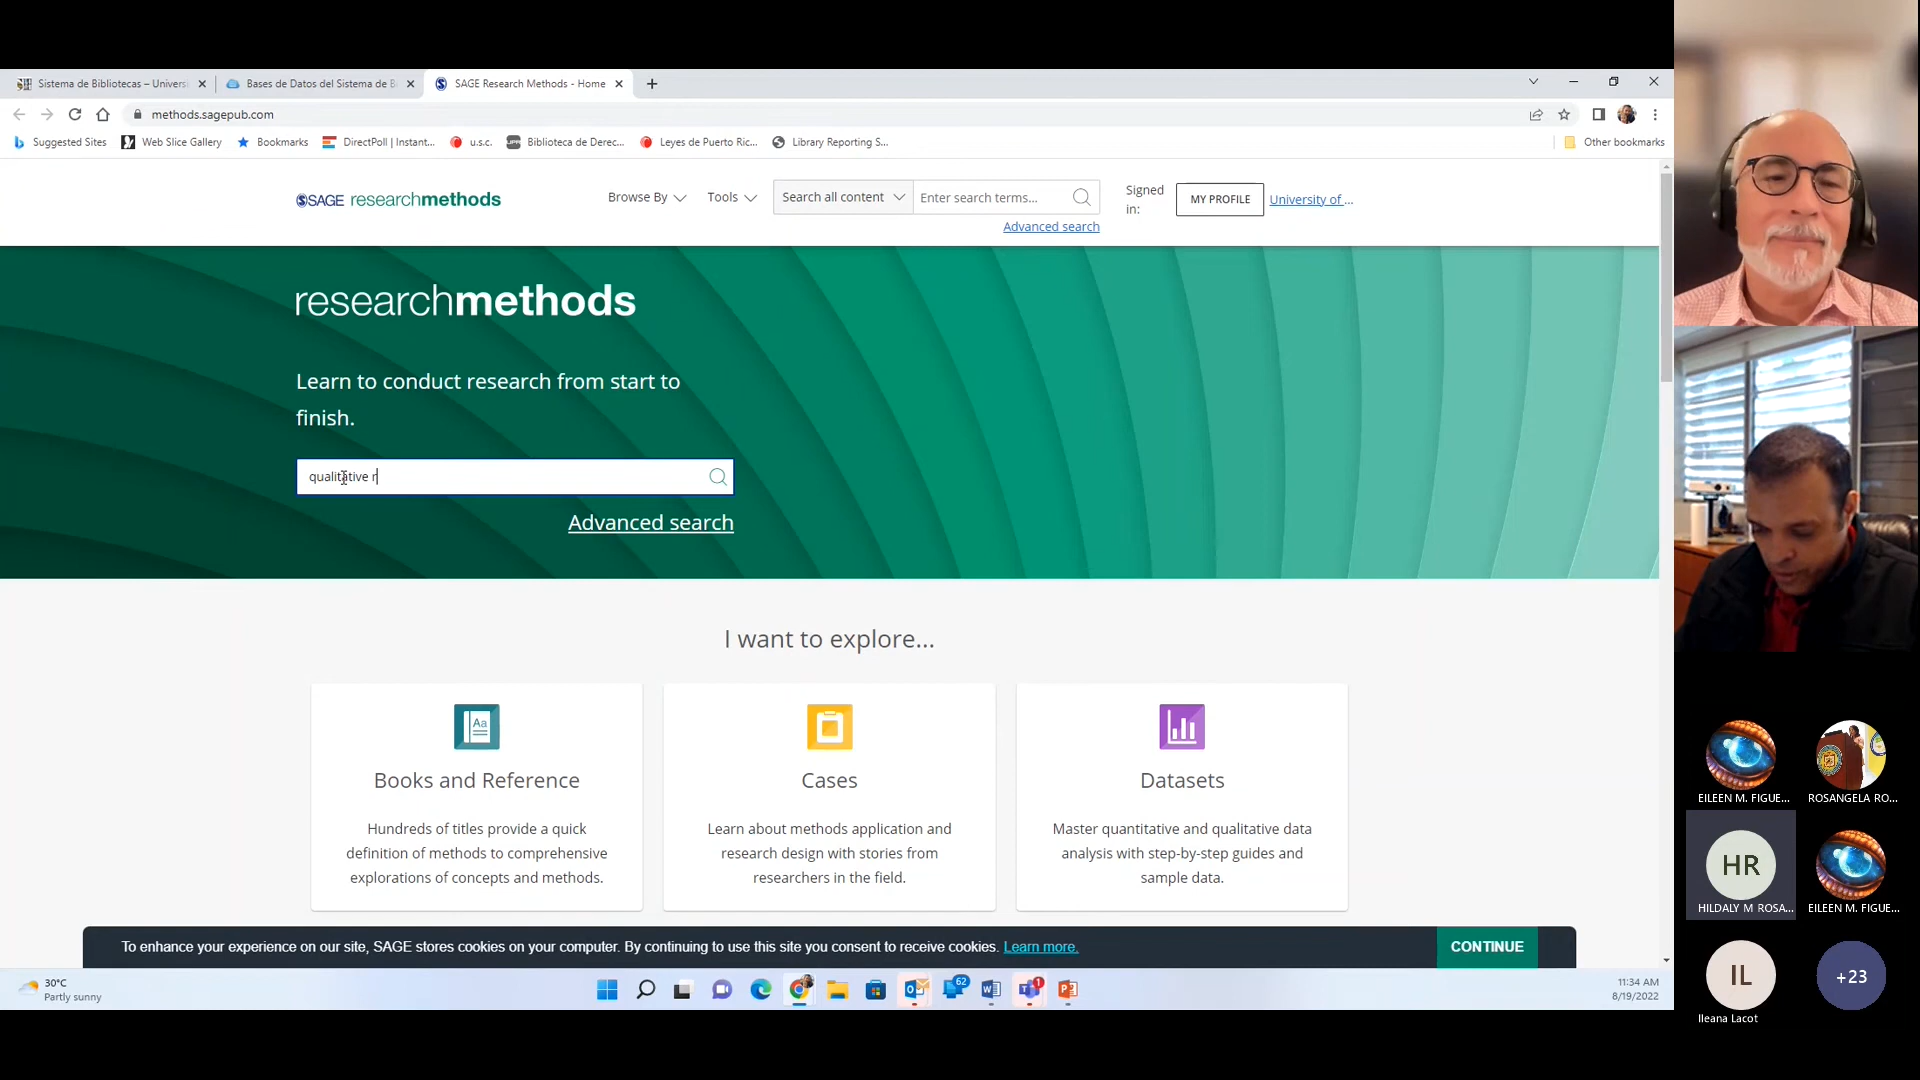 Sistema de Bibliotecas – Univers
Bases de Datos del Sistema de B
SAGE Research Methods - Home
methods.sagepub.com
Suggested Sites
Web Slice Gallery
Bookmarks
DirectPoll | Instant...
u.s.c.
Biblioteca de Derec...
Leyes de Puerto Ric...
Library Reporting S...
Other bookmarks
SAGE researchmethods
Browse By
Tools
Search all content
Enter search terms...
Advanced search
Signed
in:
MY PROFILE
University of ...
researchmethods
Learn to conduct research from start to
finish.
qualitative r
Advanced search
I want to explore...
Aa
Books and Reference
Hundreds of titles provide a quick
definition of methods to comprehensive
explorations of concepts and methods.
Cases
Learn about methods application and
research design with stories from
researchers in the field.
Datasets
Master quantitative and qualitative data
analysis with step-by-step guides and
sample data.
To enhance your experience on our site, SAGE stores cookies on your computer. By continuing to use this site you consent to receive cookies. Learn more.
CONTINUE
30°C
Partly sunny
62
1
11:34 AM
8/19/2022
EILEEN M. FIGUE...
ROSANGELA RO...
HR
HILDALY M ROSA...
EILEEN M. FIGUE...
IL
Ileana Lacot
+23